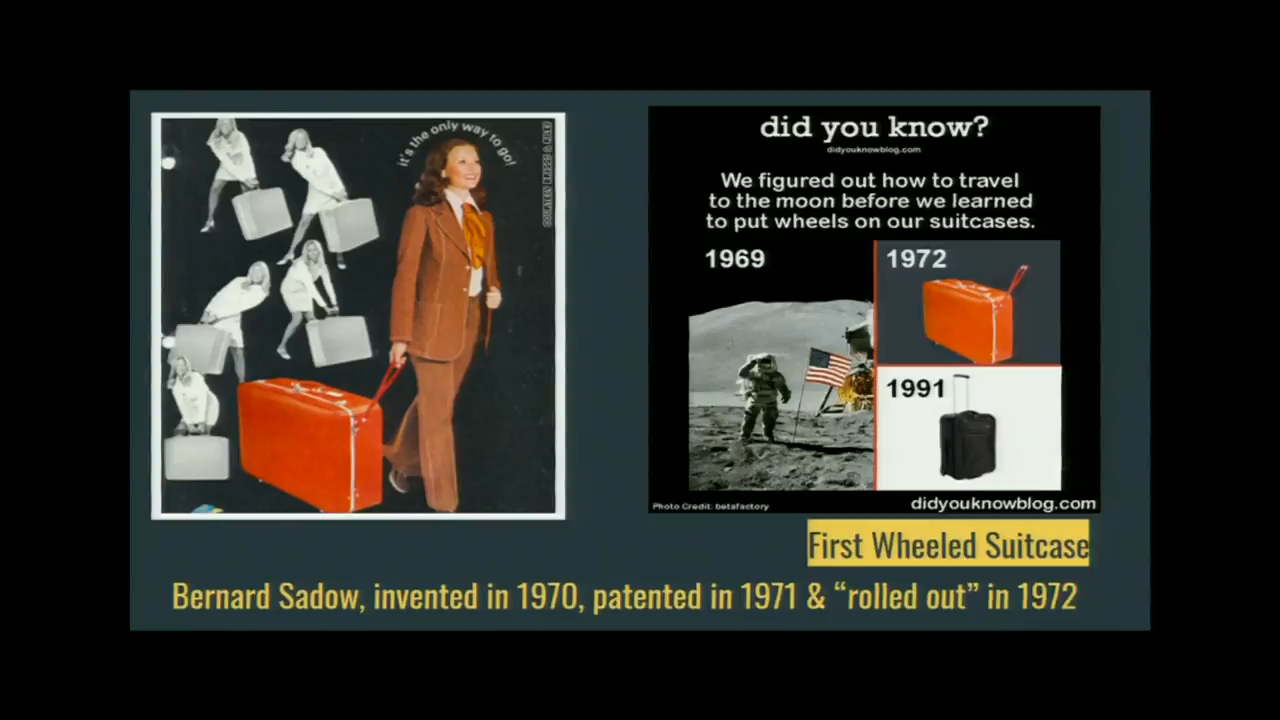 it's the only way to go!
did you know?
didyouknowblog.com
We figured out how to travel
to the moon before we learned
to put wheels on our suitcases.
1969
1972
1991
Photo Credit: betafactory
didyouknowblog.com
First Wheeled Suitcase
Bernard Sadow, invented in 1970, patented in 1971 & “rolled out” in 1972